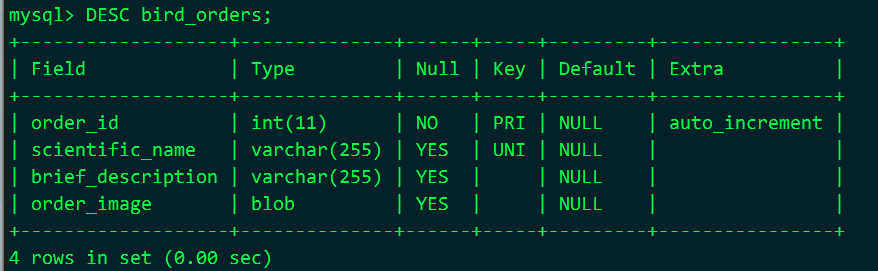 mysql> DESC bird_orders;
+-------------------+--------------+------+-----+---------+----------------+
| Field             | Type         | Null | Key | Default | Extra          |
+-------------------+--------------+------+-----+---------+----------------+
| order_id          | int(11)      | NO   | PRI | NULL    | auto_increment |
| scientific_name   | varchar(255) | YES  | UNI | NULL    |                |
| brief_description | varchar(255) | YES  |     | NULL    |                |
| order_image       | blob         | YES  |     | NULL    |                |
+-------------------+--------------+------+-----+---------+----------------+
4 rows in set (0.00 sec)